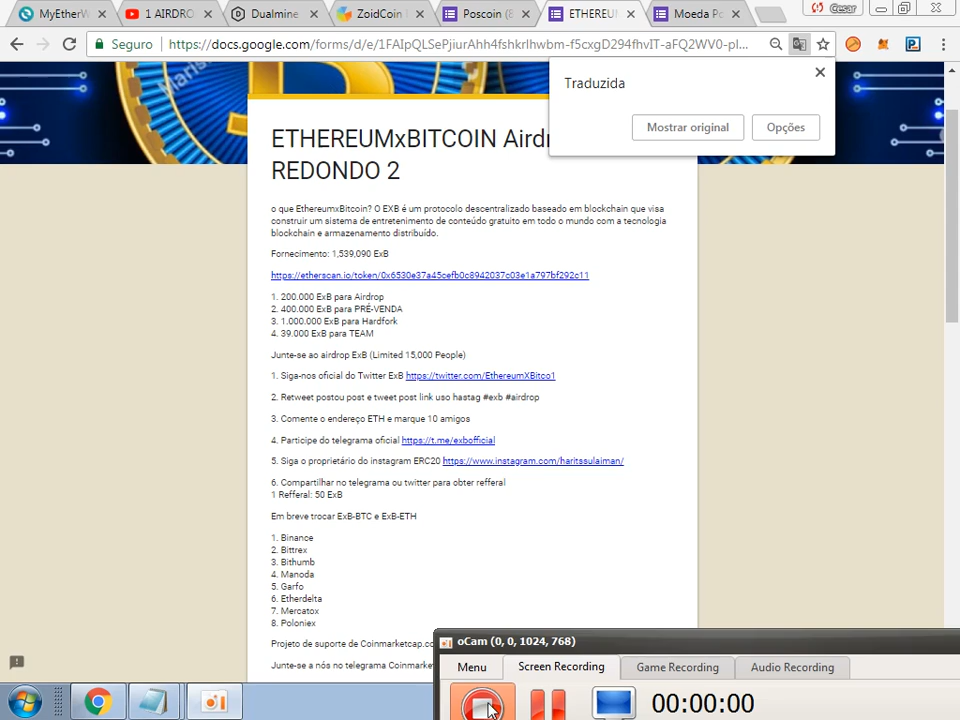 MyEtherW
1 AIRDRO
Dualmine
ZoidCoin
Poscoin (
ETHEREU
Moeda Po
Cesar
Seguro
https://docs.google.com/forms/d/e/1FAIpQLSePjiurAhh4fshkrlhwbm-f5cxgD294fhvIT-aFQ2WV0-pl...
Traduzida
Mostrar original
Opções
ETHEREUMxBITCOIN Aird
REDONDO 2
o que EthereumxBitcoin? O EXB é um protocolo descentralizado baseado em blockchain que visa
construir um sistema de entretenimento de conteúdo gratuito em todo o mundo com a tecnologia
blockchain e armazenamento distribuído.
Fornecimento: 1,539,090 ExB
https://etherscan.io/token/0x6530e37a45cefb0c8942037c03e1a797bf292c11
1. 200.000 ExB para Airdrop
2. 400.000 ExB para PRÉ-VENDA
3. 1.000.000 ExB para Hardfork
4. 39.000 ExB para TEAM
Junte-se ao airdrop ExB (Limited 15,000 People)
1. Siga-nos oficial do Twitter ExB https://twitter.com/EthereumXBitco1
2. Retweet postou post e tweet post link uso hastag #exb #airdrop
3. Comente o endereço ETH e marque 10 amigos
4. Participe do telegrama oficial https://t.me/exbofficial
5. Siga o proprietário do instagram ERC20 https://www.instagram.com/haritssulaiman/
6. Compartilhar no telegrama ou twitter para obter refferal
1 Refferal: 50 ExB
Em breve trocar ExB-BTC e ExB-ETH
1. Binance
2. Bittrex
3. Bithumb
4. Manoda
5. Garfo
6. Etherdelta
7. Mercatox
8. Poloniex
Projeto de suporte de Coinmarketcap.co
Junte-se a nós no telegrama Coinmarke
oCam (0, 0, 1024, 768)
Menu
Screen Recording
Game Recording
Audio Recording
00:00:00